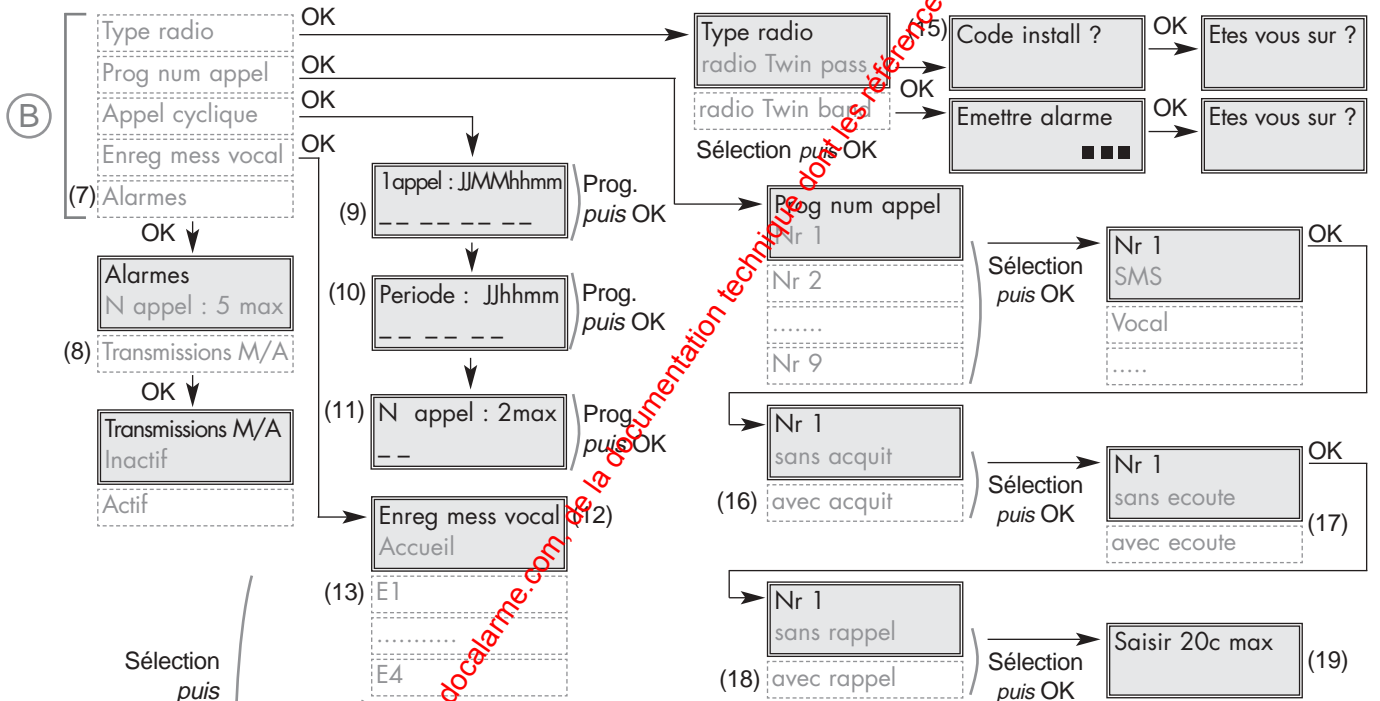 B
Type radio
Prog num appel
Appel cyclique
Enreg mess vocal
(7) Alarmes
OK
OK
OK
OK
OK
Alarmes
N appel : 5 max
(8) Transmissions M/A
OK
Transmissions M/A
Inactif
Actif
(9) 1appel : JJMMhhmm
_ _ _ _ _ _ _ _ _ _
Prog.
puis OK
(10) Periode : JJhhmm
_ _ _ _ _ _ _ _
Prog.
puis OK
(11) N appel : 2max
_ _
Prog.
puis OK
Enreg mess vocal (12)
Accueil
(13) E1
...........
E4
Sélection
puis
Type radio
radio Twin pass
radio Twin band
Sélection puis OK
(15) Code install ?
OK
Etes vous sur ?
OK
Emettre alarme
OK
Etes vous sur ?
Prog num appel
Nr 1
Nr 2
.......
Nr 9
Sélection
puis OK
Nr 1
SMS
Vocal
.....
OK
Nr 1
sans acquit
(16) avec acquit
Sélection
puis OK
Nr 1
sans ecoute
avec ecoute
(17)
OK
Nr 1
sans rappel
(18) avec rappel
Sélection
puis OK
Saisir 20c max
(19)
docalarme.com, de la documentation technique dont les référence